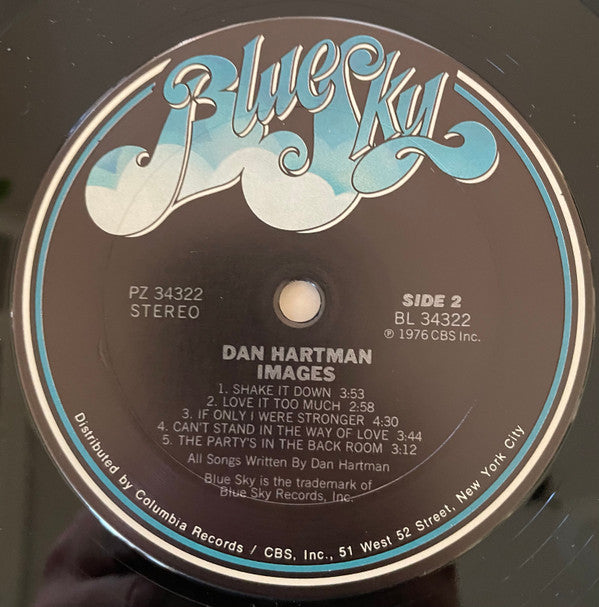 Blue Sky
PZ 34322
STEREO
SIDE 2
BL 34322
℗ 1976 CBS Inc.
DAN HARTMAN
IMAGES
1. SHAKE IT DOWN 3:53
2. LOVE IT TOO MUCH 2:58
3. IF ONLY I WERE STRONGER 4:30
4. CAN'T STAND IN THE WAY OF LOVE 3:44
5. THE PARTY'S IN THE BACK ROOM 3:12
All Songs Written By Dan Hartman
Blue Sky is the trademark of
Blue Sky Records, Inc.
Distributed by Columbia Records / CBS, Inc., 51 West 52 Street, New York City